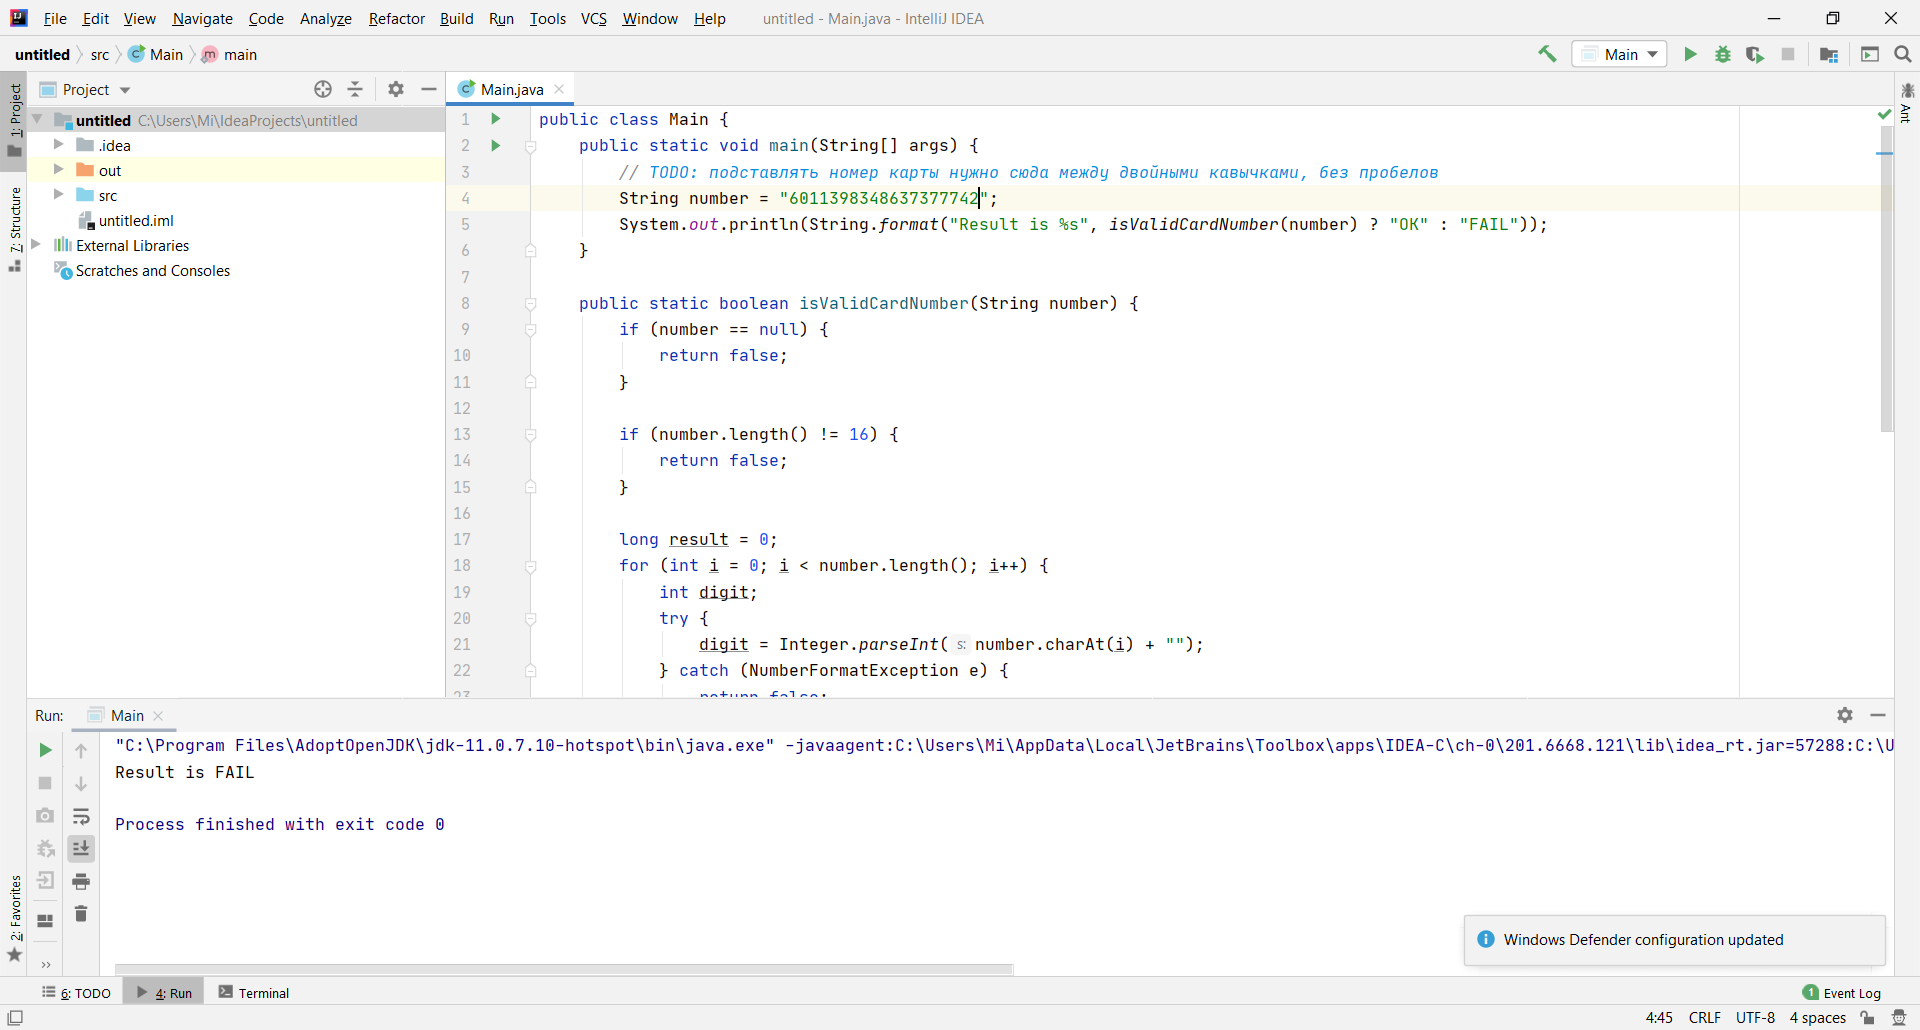 File Edit View Navigate Code Analyze Refactor Build Run Tools VCS Window Help untitled - Main.java - IntelliJ IDEA
untitled src Main main Main
1: Project
7: Structure
2: Favorites
Ant
Project
untitled C:\Users\Mi\IdeaProjects\untitled
.idea
out
src
untitled.iml
External Libraries
Scratches and Consoles
Main.java
1 public class Main {
2 public static void main(String[] args) {
3 // TODO: подставлять номер карты нужно сюда между двойными кавычками, без пробелов
4 String number = "6011398348637377742";
5 System.out.println(String.format("Result is %s", isValidCardNumber(number) ? "OK" : "FAIL"));
6 }
7
8 public static boolean isValidCardNumber(String number) {
9 if (number == null) {
10 return false;
11 }
12
13 if (number.length() != 16) {
14 return false;
15 }
16
17 long result = 0;
18 for (int i = 0; i < number.length(); i++) {
19 int digit;
20 try {
21 digit = Integer.parseInt( s: number.charAt(i) + "");
22 } catch (NumberFormatException e) {
23 return false;
Run: Main
"C:\Program Files\AdoptOpenJDK\jdk-11.0.7.10-hotspot\bin\java.exe" -javaagent:C:\Users\Mi\AppData\Local\JetBrains\Toolbox\apps\IDEA-C\ch-0\201.6668.121\lib\idea_rt.jar=57288:C:\U
Result is FAIL
Process finished with exit code 0
Windows Defender configuration updated
6: TODO 4: Run Terminal 1 Event Log
4:45 CRLF UTF-8 4 spaces